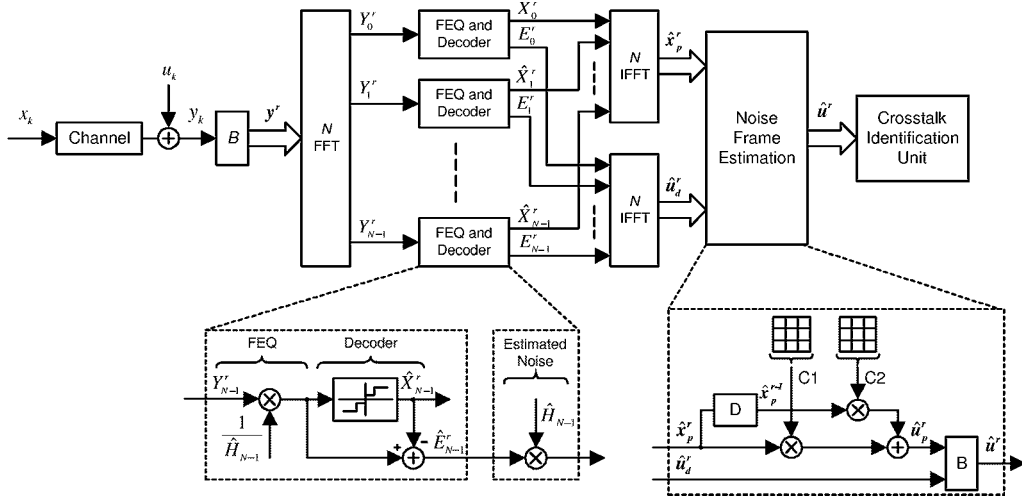 x_k
Channel
u_k
y_k
B
y^r
N
FFT
Y_0^r
Y_1^r
Y_{N-1}^r
FEQ and
Decoder
FEQ and
Decoder
FEQ and
Decoder
X_0^r
E_0^r
X̂_1^r
E_1^r
X̂_{N-1}^r
E_{N-1}^r
N
IFFT
N
IFFT
x̂_p^r
û_d^r
Noise
Frame
Estimation
û^r
Crosstalk
Identification
Unit
FEQ
Decoder
Y_{N-1}^r
X̂_{N-1}^r
1
Ĥ_{N-1}
+
-
Ê_{N-1}^r
Estimated
Noise
Ĥ_{N-1}
C1
C2
D
x̂_p^{r-1}
x̂_p^r
û_p^r
û_d^r
B
û^r